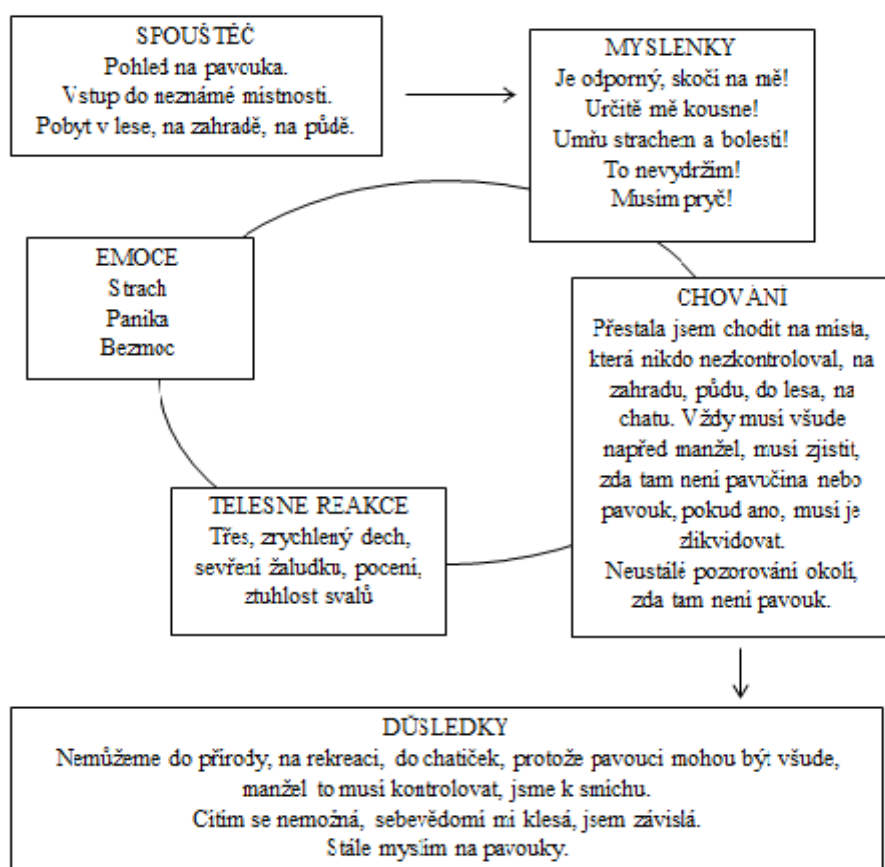 SPOUŠTĚČ
Pohled na pavouka.
Vstup do neznámé místnosti.
Pobyt v lese, na zahradě, na půdě.
MYSLENKY
Je odporný, skočí na mě!
Určitě mě kousne!
Umřu strachem a bolestí!
To nevydržím!
Musím pryč!
EMOCE
Strach
Panika
Bezmoc
CHOVÁNÍ
Přestala jsem chodit na místa,
která nikdo nezkontroloval, na
zahradu, půdu, do lesa, na
chatu. Vždy musí všude
napřed manžel, musí zjistit,
zda tam není pavučina nebo
pavouk, pokud ano, musí je
zlikvidovat.
Neustálé pozorování okolí,
zda tam není pavouk.
TELESNE REAKCE
Třes, zrychlený dech,
sevření žaludku, pocení,
ztuhlost svalů
DŮSLEDKY
Nemůžeme do přírody, na rekreaci, do chatiček, protože pavouci mohou být všude,
manžel to musí kontrolovat, jsme k smíchu.
Cítím se nemožná, sebevědomí mi klesá, jsem závislá.
Stále myslím na pavouky.